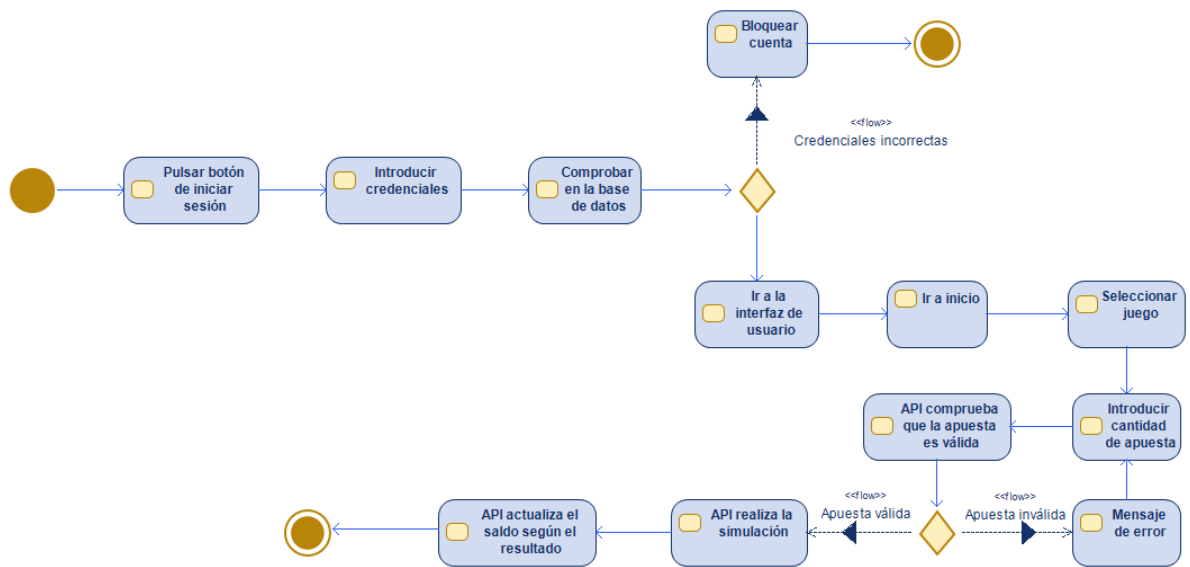 Bloquear
cuenta
<<flow>>
Credenciales incorrectas
Pulsar botón
de iniciar
sesión
Introducir
credenciales
Comprobar
en la base
de datos
Ir a la
interfaz de
usuario
Ir a inicio
Seleccionar
juego
API comprueba
que la apuesta
es válida
Introducir
cantidad
de apuesta
<<flow>>
Apuesta válida
<<flow>>
Apuesta inválida
API actualiza el
saldo según el
resultado
API realiza la
simulación
Mensaje
de error